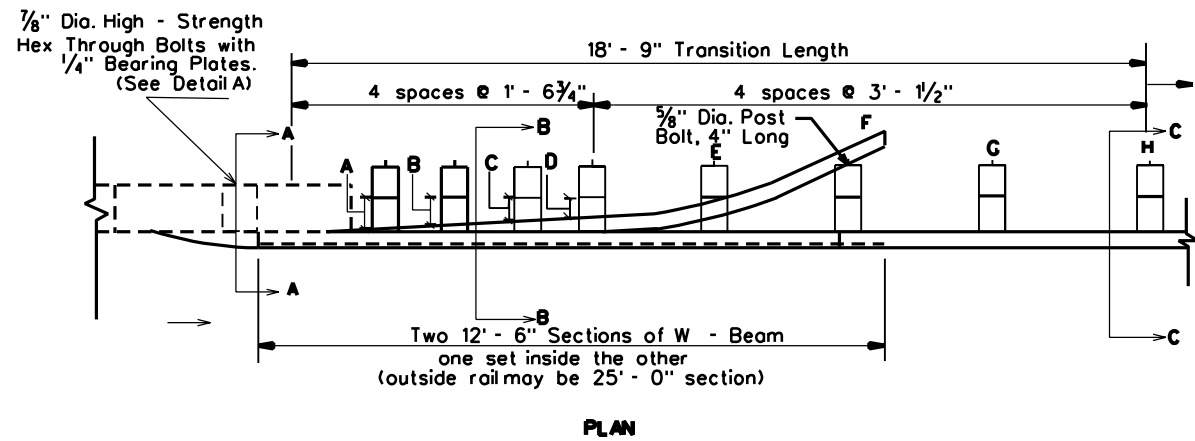 7/8" Dia. High - Strength
Hex Through Bolts with
1/4" Bearing Plates.
(See Detail A)
18' - 9" Transition Length
4 spaces @ 1' - 6 3/4"
4 spaces @ 3' - 1 1/2"
5/8" Dia. Post
Bolt, 4" Long
A
B
C
A
B
C
D
E
F
G
H
A
B
C
Two 12' - 6" Sections of W - Beam
one set inside the other
(outside rail may be 25' - 0" section)
PLAN